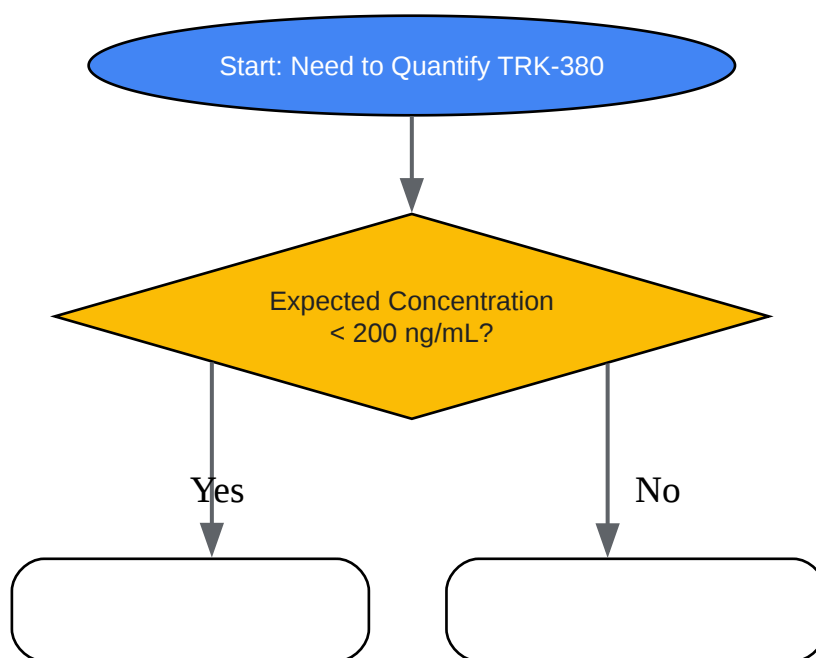 Start: Need to Quantify TRK-380
Expected Concentration
< 200 ng/mL?
Yes
No